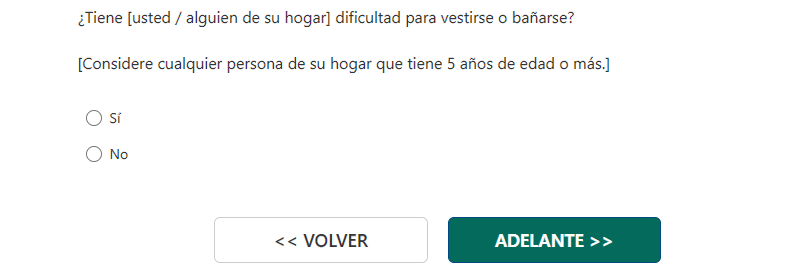 ¿Tiene [usted / alguien de su hogar] dificultad para vestirse o bañarse?
[Considere cualquier persona de su hogar que tiene 5 años de edad o más.]
Sí
No
<< VOLVER
ADELANTE >>